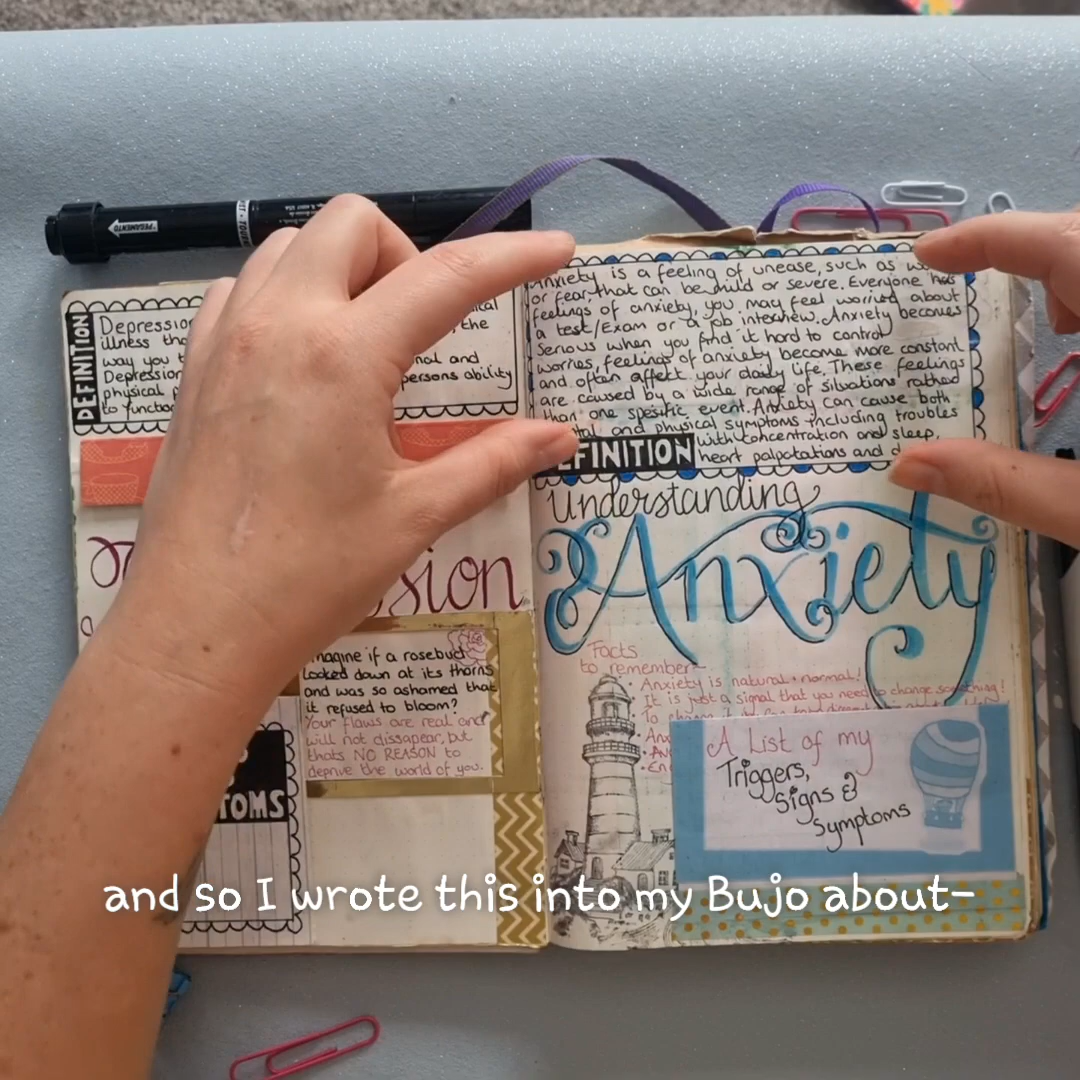 DEFINITION
Depression
illness tha
the
way you t
nal and
Depression
persons ability
physical p
to functio
sion
imagine if a rosebud
looked down at its thorns
and was so ashamed that
it refused to bloom?
Your flaws are real and
will not dissapear, but
thats NO REASON to
deprive the world of you.
TOMS
Anxiety is a feeling of unease, such as
or fear, that can be mild or severe. Everyone has
feelings of anxiety, you may feel worried about
a test/Exam or a job interview. Anxiety becomes
serious when you find it hard to control
worries, feelings of anxiety become more constant
and often affect your daily life. These feelings
are caused by a wide range of situations rather
than one spesific event. Anxiety can cause both
and physical symptoms including troubles
with concentration and sleep,
DEFINITION
heart palpatations and
Understanding
Anxiety
Facts
to remember
• Anxiety is natural + normal!
It is just a signal that you need to change something!
A List of my
Triggers,
Signs &
Symptoms
and so I wrote this into my Bujo about-